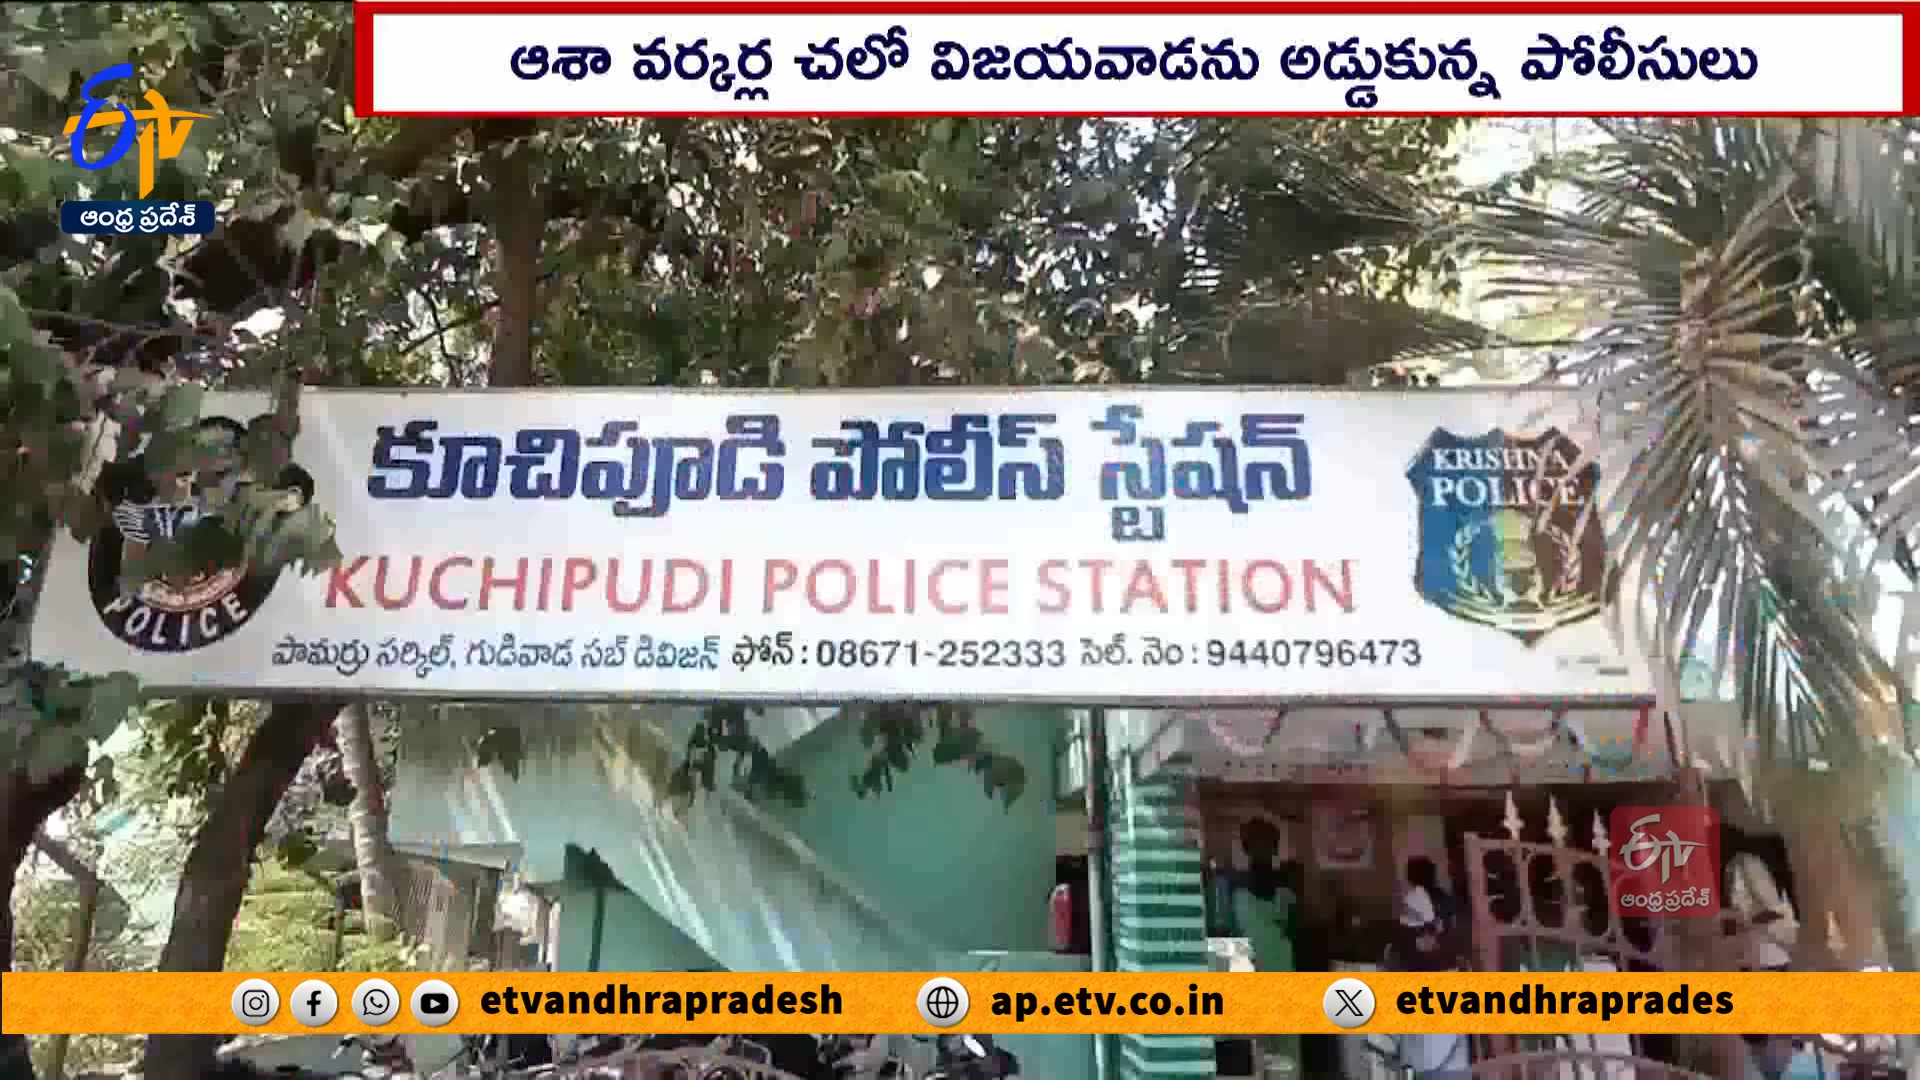 ఆశా వర్కర్ల చలో విజయవాడను అడ్డుకున్న పోలీసులు
ఈటీవీ
ఆంధ్ర ప్రదేశ్
కూచిపూడి పోలీస్ స్టేషన్
KRISHNA
POLICE
KUCHIPUDI POLICE STATION
POLICE
పామర్రు సర్కిల్, గుడివాడ సబ్ డివిజన్ ఫోన్ : 08671-252333 సెల్. నెం : 9440796473
ఆంధ్రప్రదేశ్
etvandhrapradesh
ap.etv.co.in
etvandhraprades